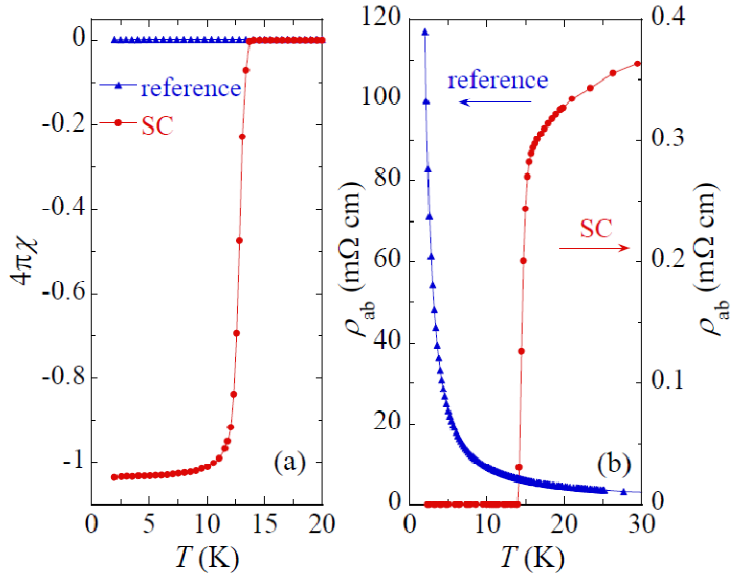 0
-0.2
-0.4
-0.6
-0.8
-1
4πχ
reference
SC
(a)
0 5 10 15 20
T (K)
120
100
80
60
40
20
0
ρab (mΩ cm)
reference
SC
(b)
0.4
0.3
0.2
0.1
0
ρab (mΩ cm)
0 10 20 30
T (K)